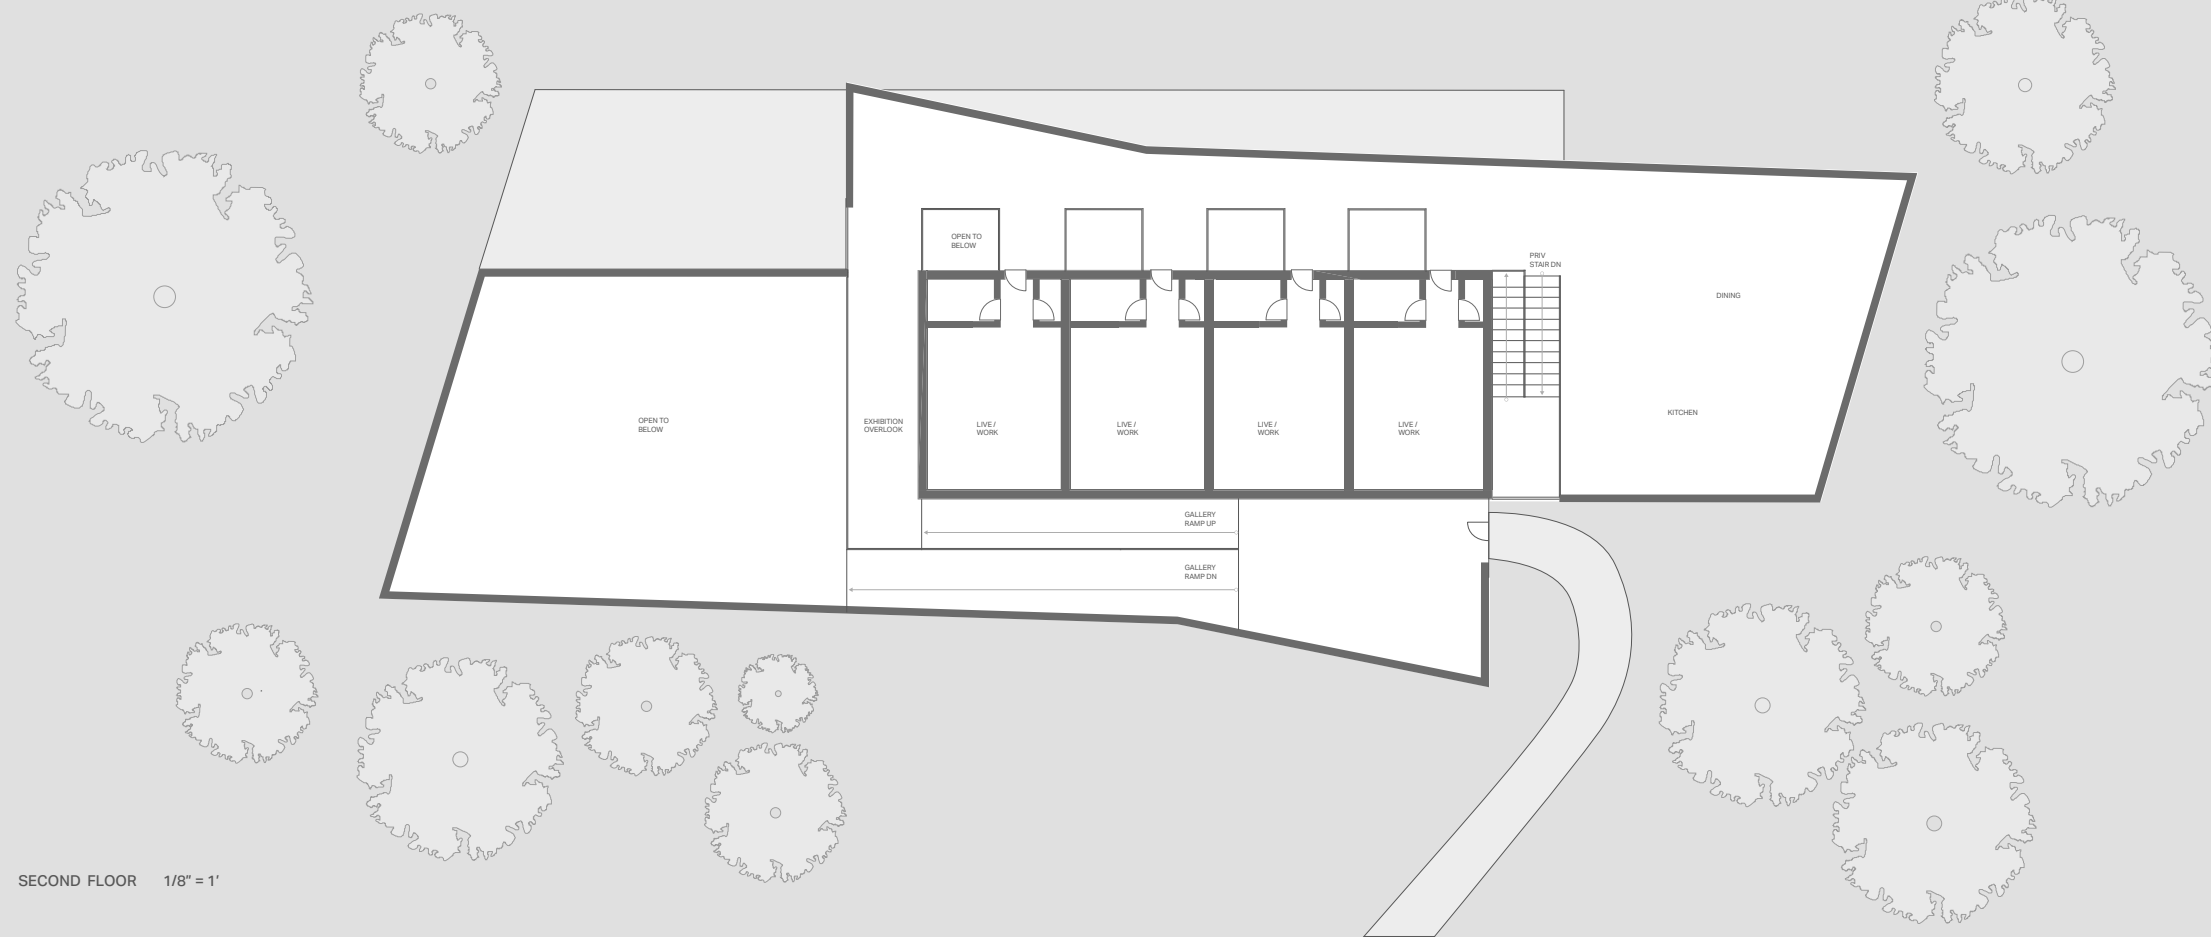 OPEN TO
BELOW
PRIV
STAIR DN
DINING
KITCHEN
OPEN TO
BELOW
EXHIBITION
OVERLOOK
LIVE /
WORK
LIVE /
WORK
LIVE /
WORK
LIVE /
WORK
GALLERY
RAMP UP
GALLERY
RAMP DN
SECOND FLOOR 1/8" = 1'